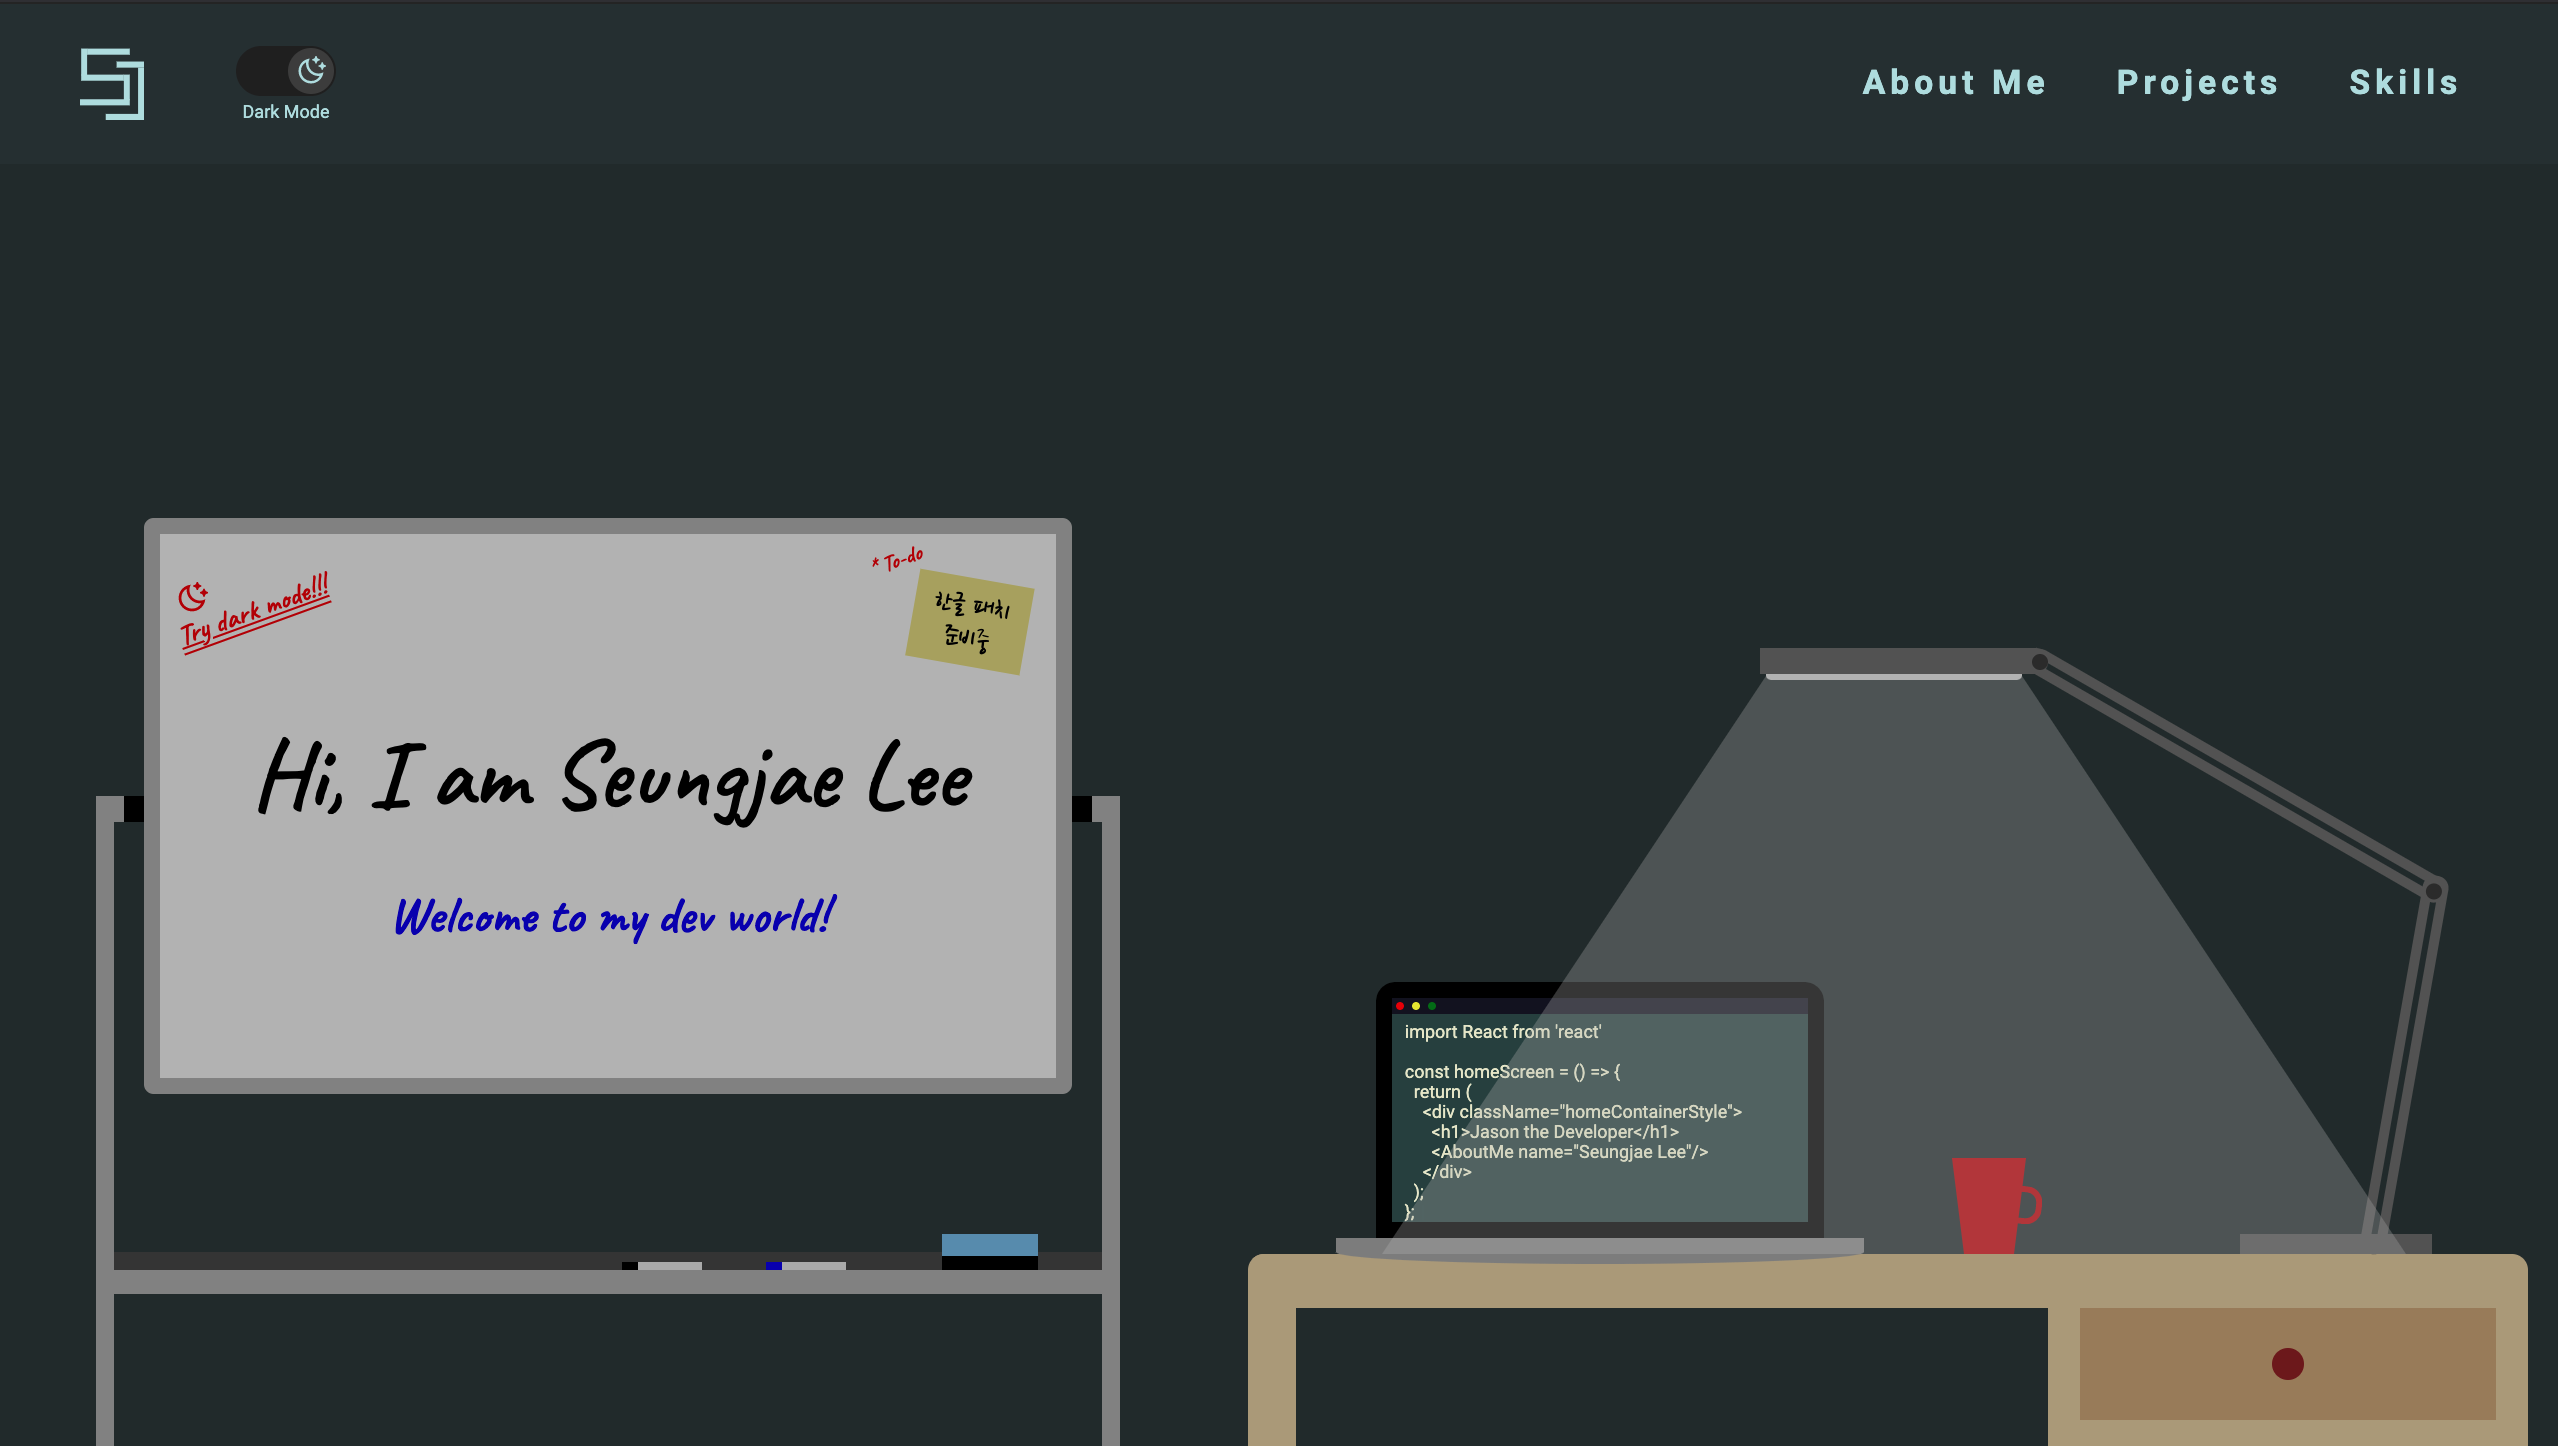 SJ
Dark Mode
About Me
Projects
Skills
Try dark mode!!!
* To-do
한글 패치
준비중
Hi, I am Seungjae Lee
Welcome to my dev world!
import React from 'react'
const homeScreen = () => {
return (
<div className="homeContainerStyle">
<h1>Jason the Developer</h1>
<AboutMe name="Seungjae Lee"/>
</div>
);
};